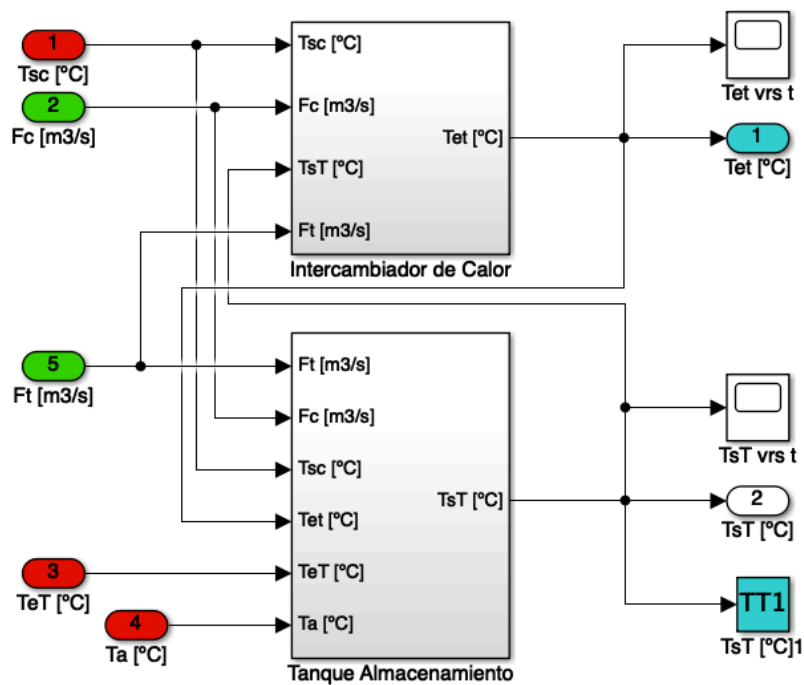 1
Tsc [ºC]
2
Fc [m3/s]
5
Ft [m3/s]
3
TeT [ºC]
4
Ta [ºC]
Tsc [ºC]
Fc [m3/s]
TsT [ºC]
Ft [m3/s]
Tet [ºC]
Intercambiador de Calor
Ft [m3/s]
Fc [m3/s]
Tsc [ºC]
Tet [ºC]
TeT [ºC]
Ta [ºC]
TsT [ºC]
Tanque Almacenamiento
Tet vrs t
1
Tet [ºC]
TsT vrs t
2
TsT [ºC]
TT1
TsT [ºC]1